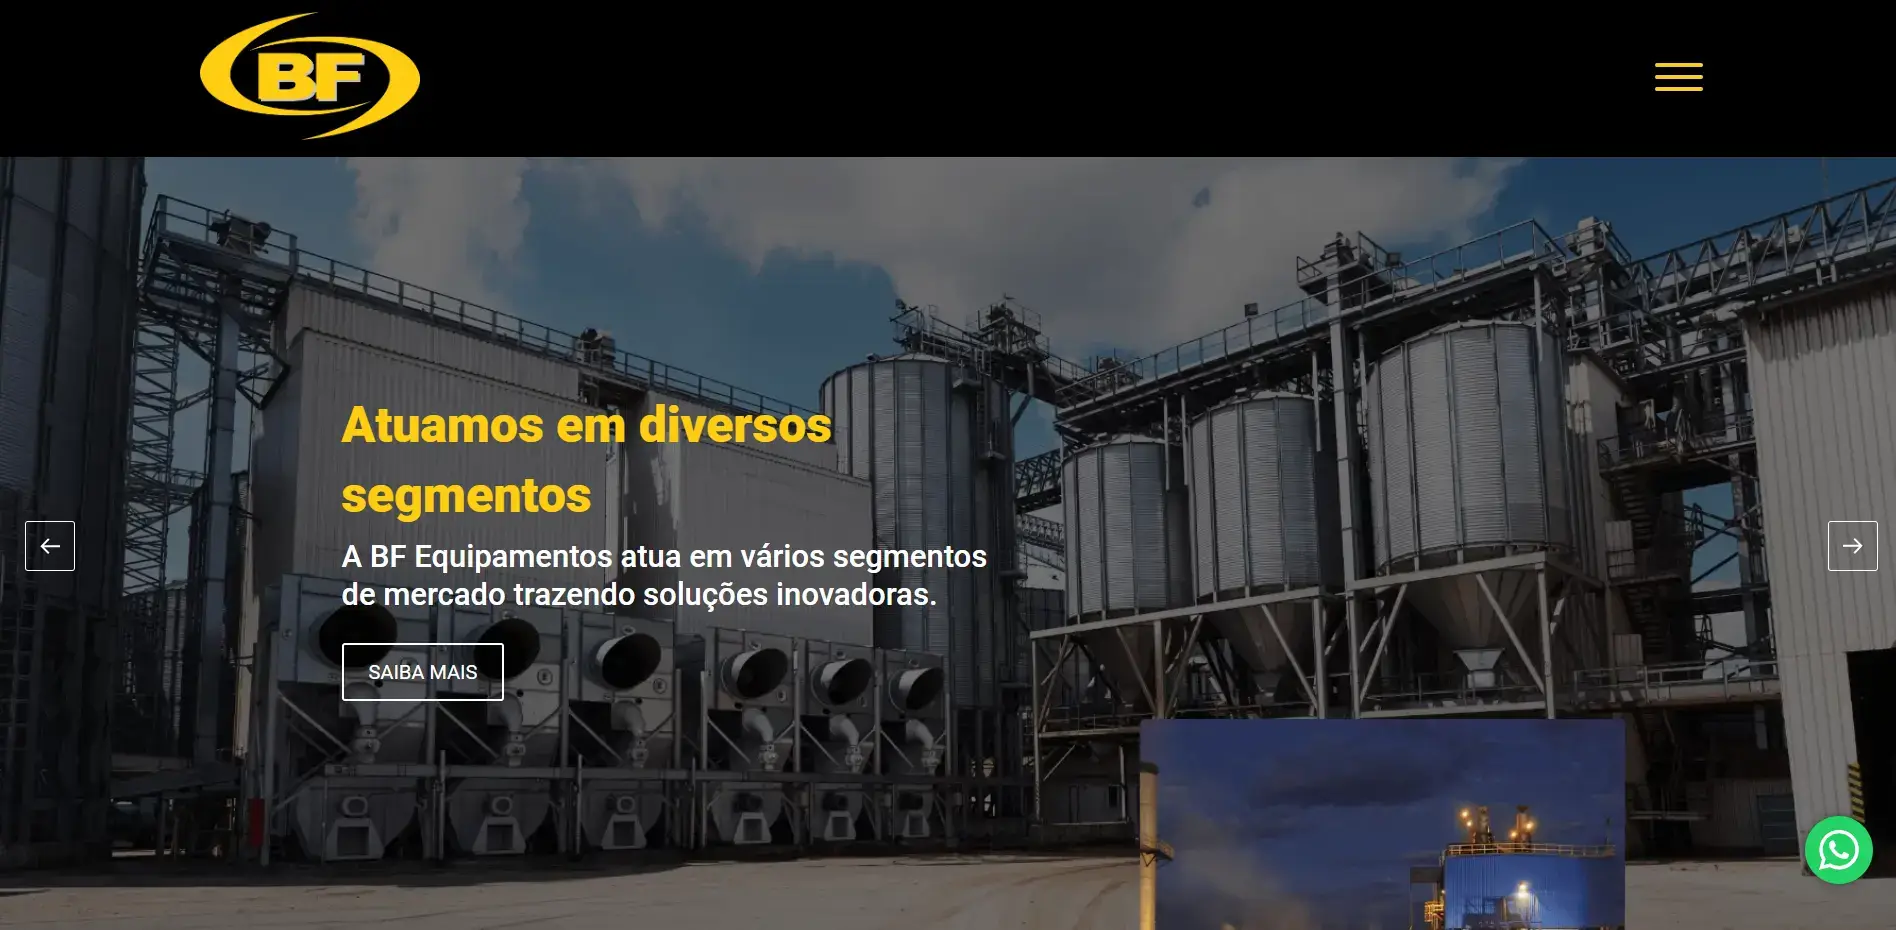 BF
Atuamos em diversos
segmentos
A BF Equipamentos atua em vários segmentos
de mercado trazendo soluções inovadoras.
SAIBA MAIS